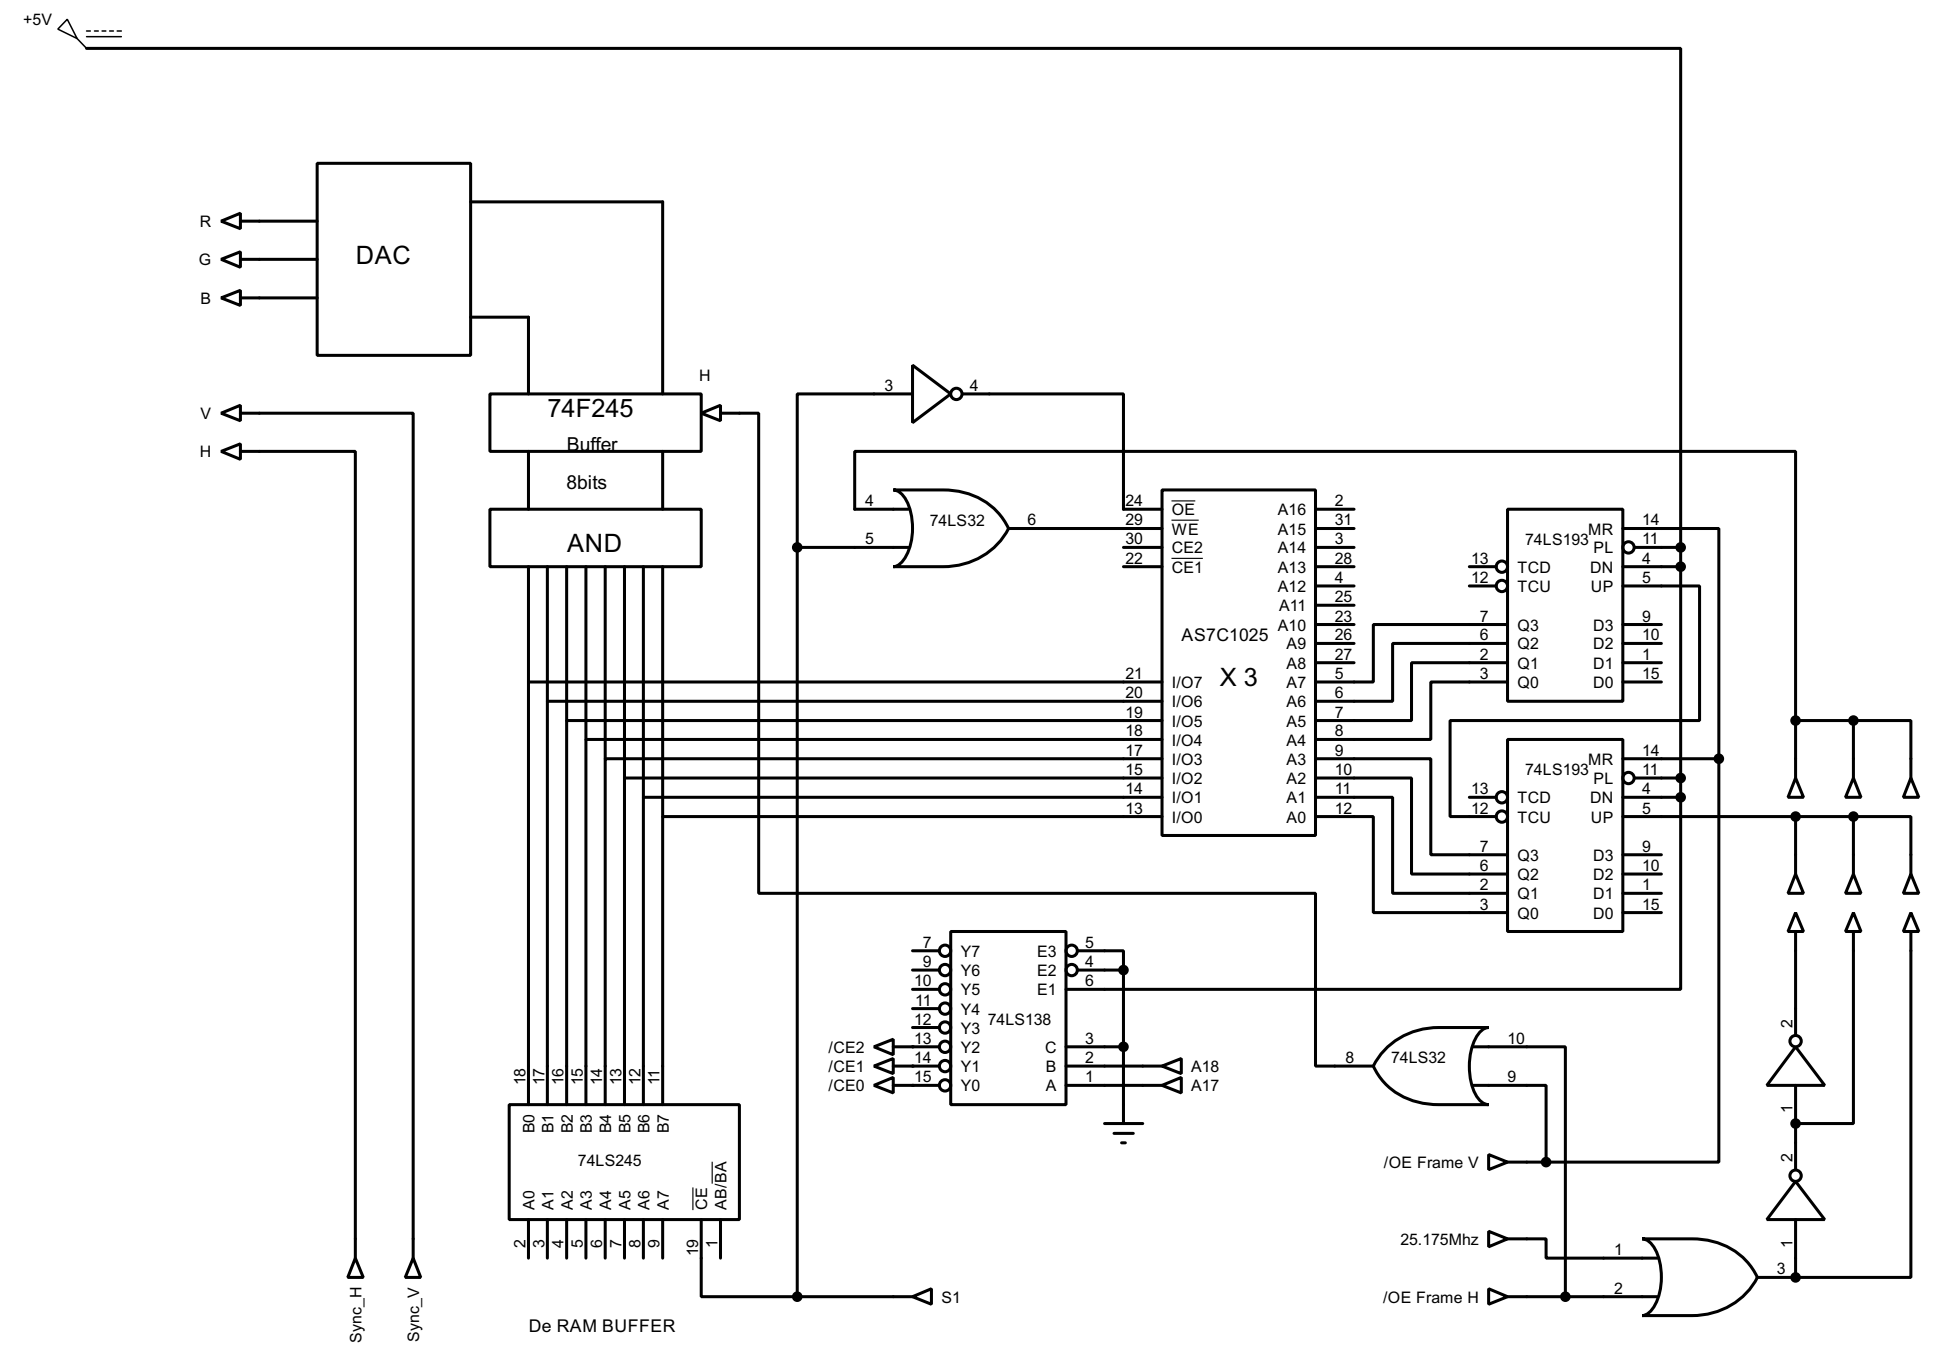 +5V
DAC
R
G
B
V
H
H
74F245
Buffer
8bits
AND
3
4
4
5
74LS32
6
24
29
30
22
OE
WE
CE2
CE1
A16
A15
A14
A13
A12
A11
A10
A9
A8
A7
A6
A5
A4
A3
A2
A1
A0
2
31
3
28
4
25
23
26
27
5
6
7
8
9
10
11
12
AS7C1025
X 3
21
20
19
18
17
15
14
13
I/O7
I/O6
I/O5
I/O4
I/O3
I/O2
I/O1
I/O0
74LS193
13
12
TCD
TCU
7
6
2
3
Q3
Q2
Q1
Q0
MR
PL
DN
UP
D3
D2
D1
D0
14
11
4
5
9
10
1
15
74LS193
13
12
TCD
TCU
7
6
2
3
Q3
Q2
Q1
Q0
MR
PL
DN
UP
D3
D2
D1
D0
14
11
4
5
9
10
1
15
7
9
10
11
12
13
14
15
Y7
Y6
Y5
Y4
Y3
Y2
Y1
Y0
74LS138
E3
E2
E1
C
B
A
5
4
6
3
2
1
/CE2
/CE1
/CE0
A18
A17
8
74LS32
10
9
/OE Frame V
25.175Mhz
/OE Frame H
1
2
3
2
1
2
1
18
17
16
15
14
13
12
11
B0
B1
B2
B3
B4
B5
B6
B7
74LS245
A0
A1
A2
A3
A4
A5
A6
A7
CE
AB/BA
2
3
4
5
6
7
8
9
19
1
S1
Sync_H
Sync_V
De RAM BUFFER